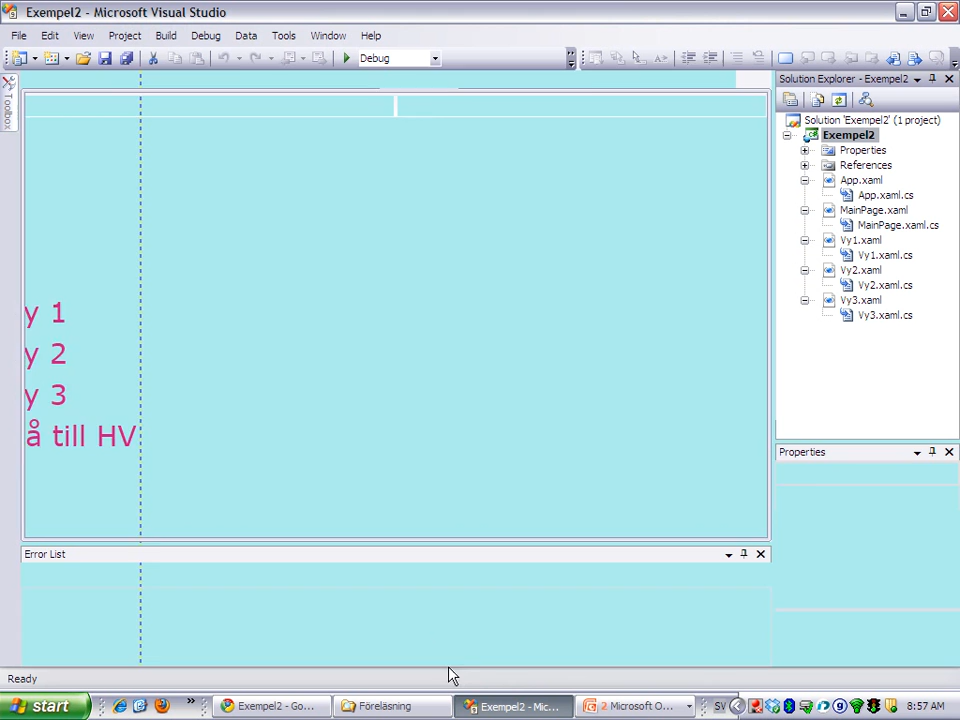 Exempel2 - Microsoft Visual Studio
File Edit View Project Build Debug Data Tools Window Help
Debug
Toolbox
Solution Explorer - Exempel2
Solution 'Exempel2' (1 project)
Exempel2
Properties
References
App.xaml
App.xaml.cs
MainPage.xaml
MainPage.xaml.cs
Vy1.xaml
Vy1.xaml.cs
Vy2.xaml
Vy2.xaml.cs
Vy3.xaml
Vy3.xaml.cs
y 1
y 2
y 3
å till HV
Properties
Error List
Ready
start
Exempel2 - Go...
Föreläsning
Exempel2 - Mic...
2 Microsoft O...
SV
8:57 AM